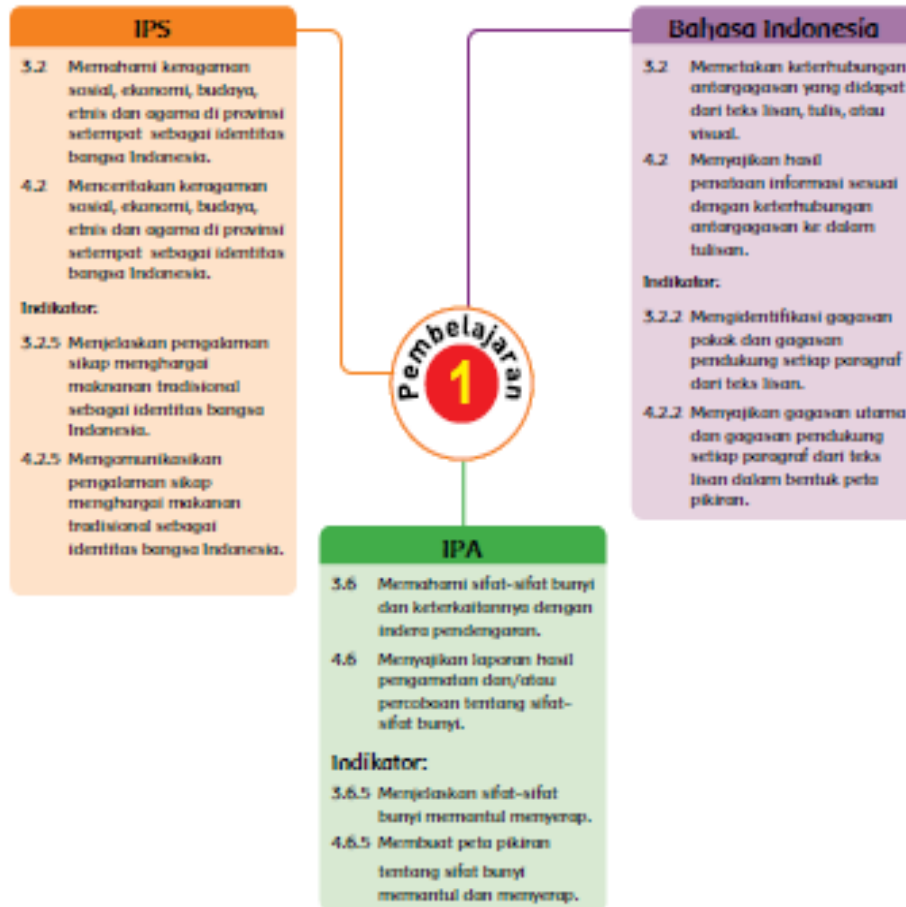 IPS
3.2 Memahami keragaman
sosial, ekonomi, budaya,
etnis dan agama di provinsi
setempat sebagai identitas
bangsa Indonesia.
4.2 Menceritakan keragaman
sosial, ekonomi, budaya,
etnis dan agama di provinsi
setempat sebagai identitas
bangsa Indonesia.
Indikator:
3.2.5 Menjelaskan pengalaman
sikap menghargai
maknanan tradisional
sebagai identitas bangsa
Indonesia.
4.2.5 Mengomunikasikan
pengalaman sikap
menghargai makanan
tradisional sebagai
identitas bangsa Indonesia.
Bahasa Indonesia
3.2 Memetakan keterhubungan
antargagasan yang didapat
dari teks lisan, tulis, atau
visual.
4.2 Menyajikan hasil
penataan informasi sesuai
dengan keterhubungan
antargagasan ke dalam
tulisan.
Indikator:
3.2.2 Mengidentifikasi gagasan
pokok dan gagasan
pendukung setiap paragraf
dari teks lisan.
4.2.2 Menyajikan gagasan utama
dan gagasan pendukung
setiap paragraf dari teks
lisan dalam bentuk peta
pikiran.
Pembelajaran
1
IPA
3.6 Memahami sifat-sifat bunyi
dan keterkaitannya dengan
indera pendengaran.
4.6 Menyajikan laporan hasil
pengamatan dan/atau
percobaan tentang sifat-
sifat bunyi.
Indikator:
3.6.5 Menjelaskan sifat-sifat
bunyi memantul menyerap.
4.6.5 Membuat peta pikiran
tentang sifat bunyi
memantul dan menyerap.